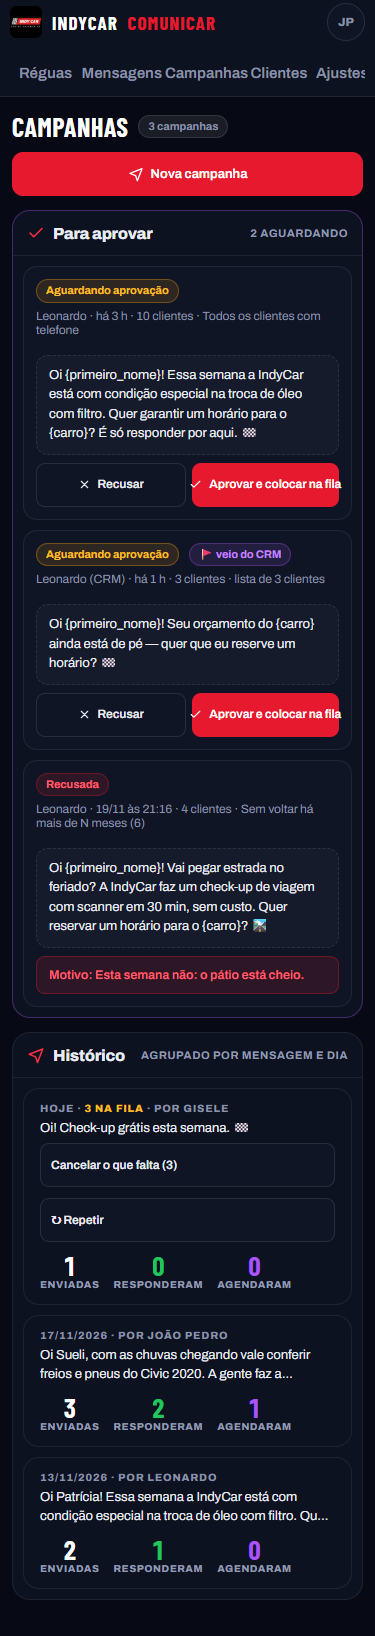 INDYCAR COMUNICAR
JP
Réguas Mensagens Campanhas Clientes Ajustes
CAMPANHAS
3 campanhas
Nova campanha
Para aprovar
2 AGUARDANDO
Aguardando aprovação
Leonardo · há 3 h · 10 clientes · Todos os clientes com
telefone
Oi {primeiro_nome}! Essa semana a IndyCar
está com condição especial na troca de óleo
com filtro. Quer garantir um horário para o
{carro}? É só responder por aqui. 🏁
× Recusar
✓ Aprovar e colocar na fila
Aguardando aprovação
🚩 veio do CRM
Leonardo (CRM) · há 1 h · 3 clientes · lista de 3 clientes
Oi {primeiro_nome}! Seu orçamento do {carro}
ainda está de pé — quer que eu reserve um
horário? 🏁
× Recusar
✓ Aprovar e colocar na fila
Recusada
Leonardo · 19/11 às 21:16 · 4 clientes · Sem voltar há
mais de N meses (6)
Oi {primeiro_nome}! Vai pegar estrada no
feriado? A IndyCar faz um check-up de viagem
com scanner em 30 min, sem custo. Quer
reservar um horário para o {carro}? 🛣️
Motivo: Esta semana não: o pátio está cheio.
Histórico
AGRUPADO POR MENSAGEM E DIA
HOJE · 3 NA FILA · POR GISELE
Oi! Check-up grátis esta semana. 🏁
Cancelar o que falta (3)
↻ Repetir
1 0 0
ENVIADAS RESPONDERAM AGENDARAM
17/11/2026 · POR JOÃO PEDRO
Oi Sueli, com as chuvas chegando vale conferir
freios e pneus do Civic 2020. A gente faz a...
3 2 1
ENVIADAS RESPONDERAM AGENDARAM
13/11/2026 · POR LEONARDO
Oi Patrícia! Essa semana a IndyCar está com
condição especial na troca de óleo com filtro. Qu...
2 1 0
ENVIADAS RESPONDERAM AGENDARAM